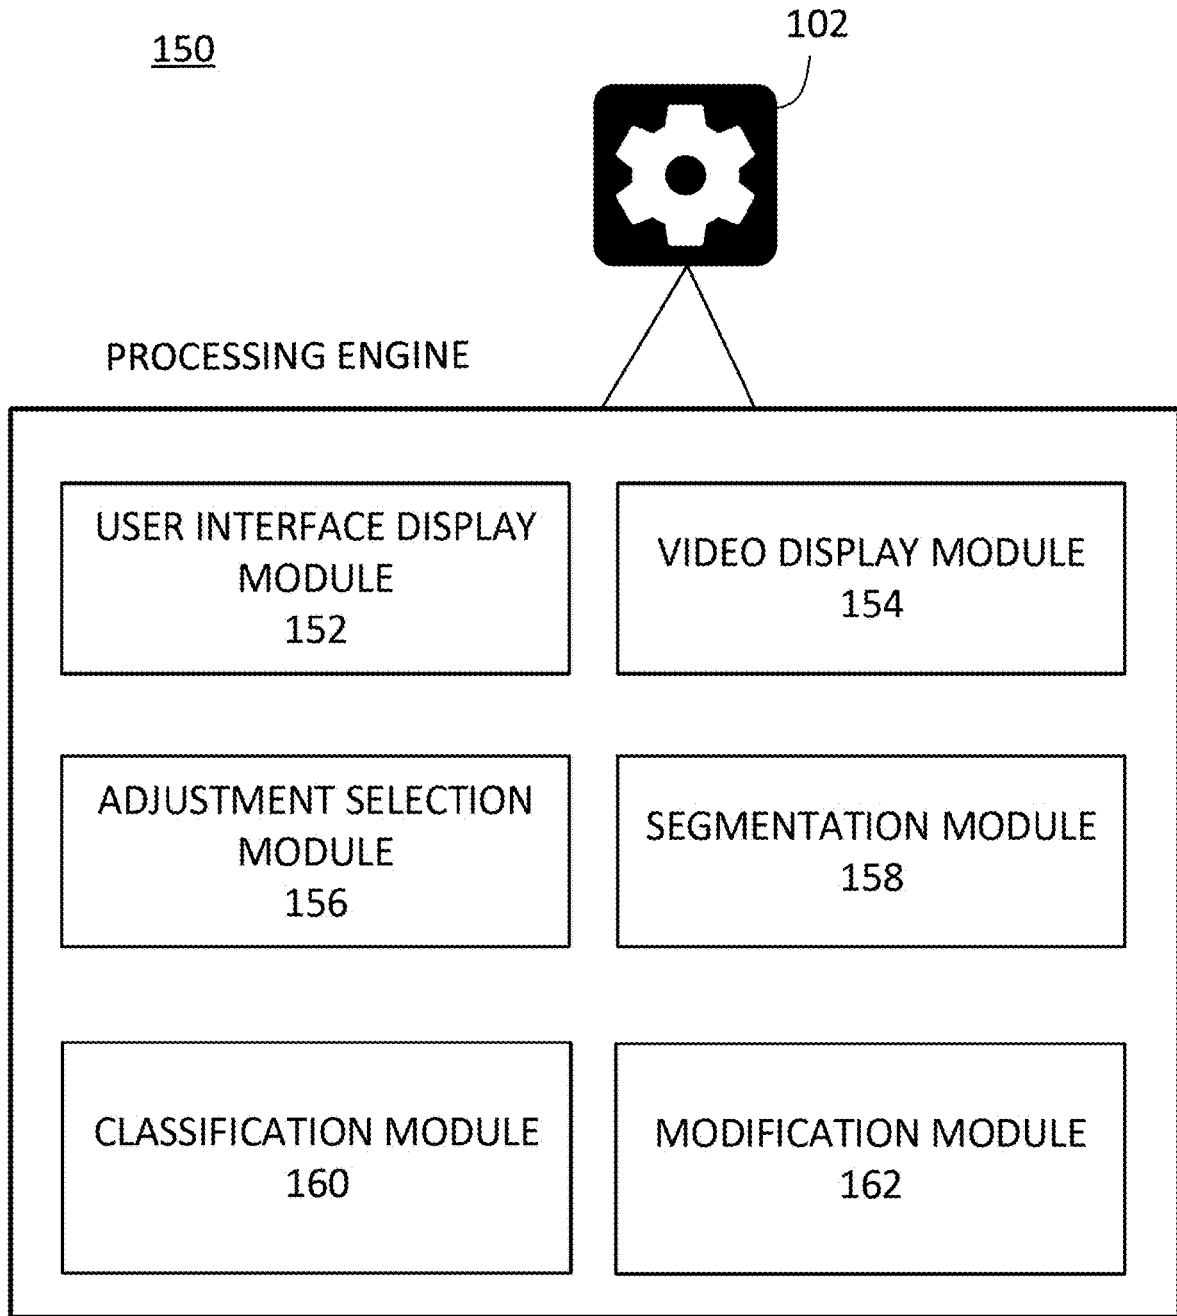 150
102
PROCESSING ENGINE
USER INTERFACE DISPLAY
MODULE
152
VIDEO DISPLAY MODULE
154
ADJUSTMENT SELECTION
MODULE
156
SEGMENTATION MODULE
158
CLASSIFICATION MODULE
160
MODIFICATION MODULE
162